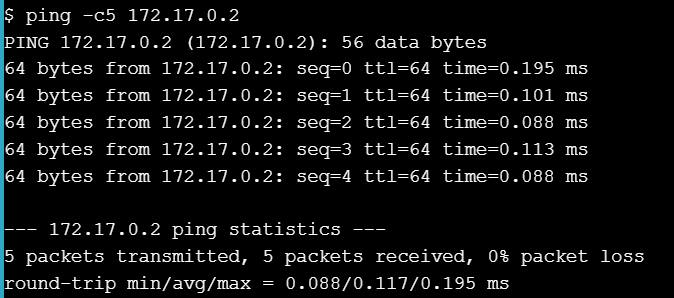 $ ping -c5 172.17.0.2
PING 172.17.0.2 (172.17.0.2): 56 data bytes
64 bytes from 172.17.0.2: seq=0 ttl=64 time=0.195 ms
64 bytes from 172.17.0.2: seq=1 ttl=64 time=0.101 ms
64 bytes from 172.17.0.2: seq=2 ttl=64 time=0.088 ms
64 bytes from 172.17.0.2: seq=3 ttl=64 time=0.113 ms
64 bytes from 172.17.0.2: seq=4 ttl=64 time=0.088 ms
--- 172.17.0.2 ping statistics ---
5 packets transmitted, 5 packets received, 0% packet loss
round-trip min/avg/max = 0.088/0.117/0.195 ms